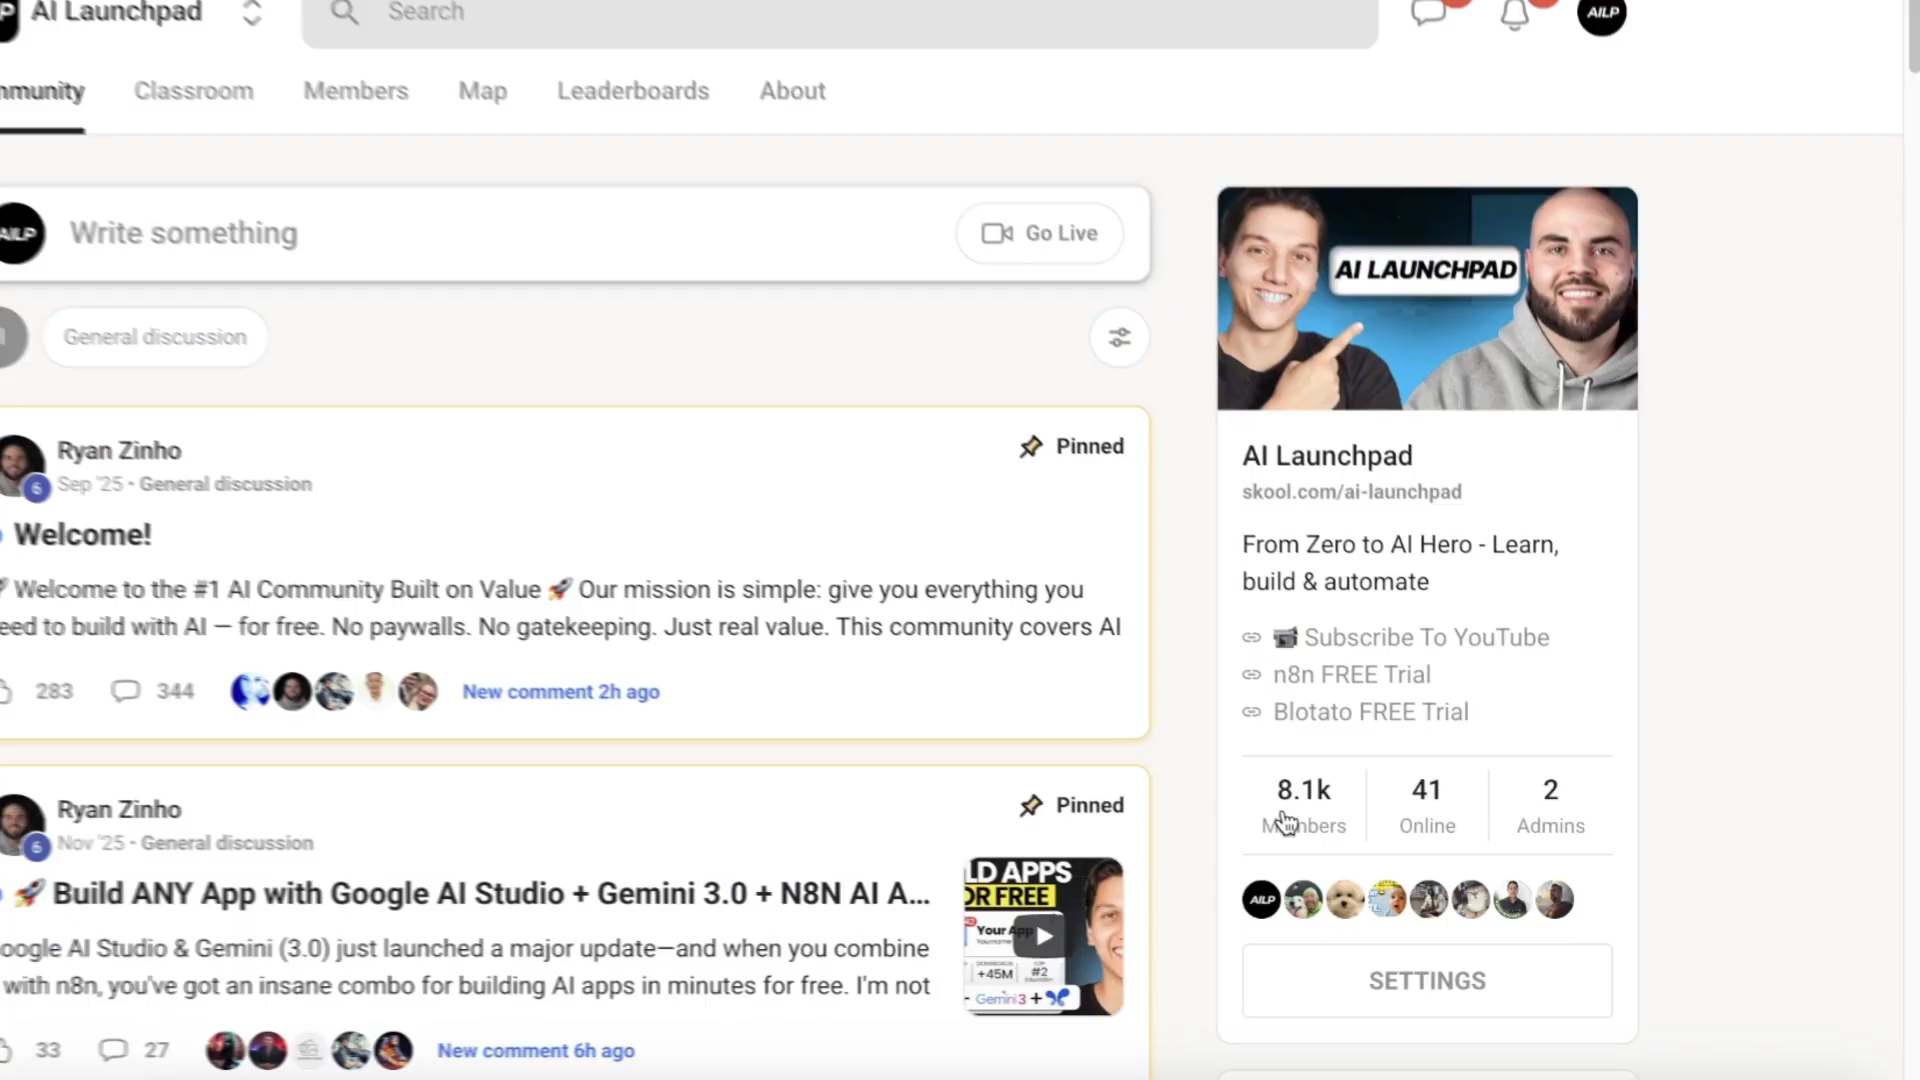 AI Launchpad
Search
AILP
mmunity
Classroom
Members
Map
Leaderboards
About
AILP
Write something
Go Live
General discussion
Ryan Zinho
Pinned
6
Sep '25 • General discussion
Welcome!
Welcome to the #1 AI Community Built on Value 🚀 Our mission is simple: give you everything you
eed to build with AI — for free. No paywalls. No gatekeeping. Just real value. This community covers AI
283
344
New comment 2h ago
Ryan Zinho
Pinned
6
Nov '25 • General discussion
🚀 Build ANY App with Google AI Studio + Gemini 3.0 + N8N AI A...
oogle AI Studio & Gemini (3.0) just launched a major update—and when you combine
with n8n, you've got an insane combo for building AI apps in minutes for free. I'm not
LD APPS
OR FREE
Your App
+45M
#2
Gemini3 +
33
27
New comment 6h ago
AI LAUNCHPAD
AI Launchpad
skool.com/ai-launchpad
From Zero to AI Hero - Learn,
build & automate
Subscribe To YouTube
n8n FREE Trial
Blotato FREE Trial
8.1k
41
2
Members
Online
Admins
AILP
SETTINGS